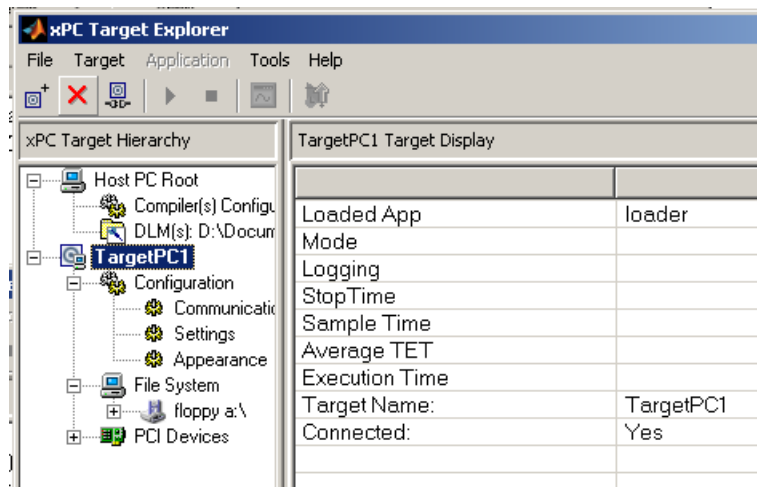 xPC Target Explorer
File Target Application Tools Help
xPC Target Hierarchy
TargetPC1 Target Display
Host PC Root
Compiler(s) Configu
DLM(s): D:\Docum
TargetPC1
Configuration
Communicatio
Settings
Appearance
File System
floppy a:\
PCI Devices
Loaded App loader
Mode
Logging
StopTime
Sample Time
Average TET
Execution Time
Target Name: TargetPC1
Connected: Yes